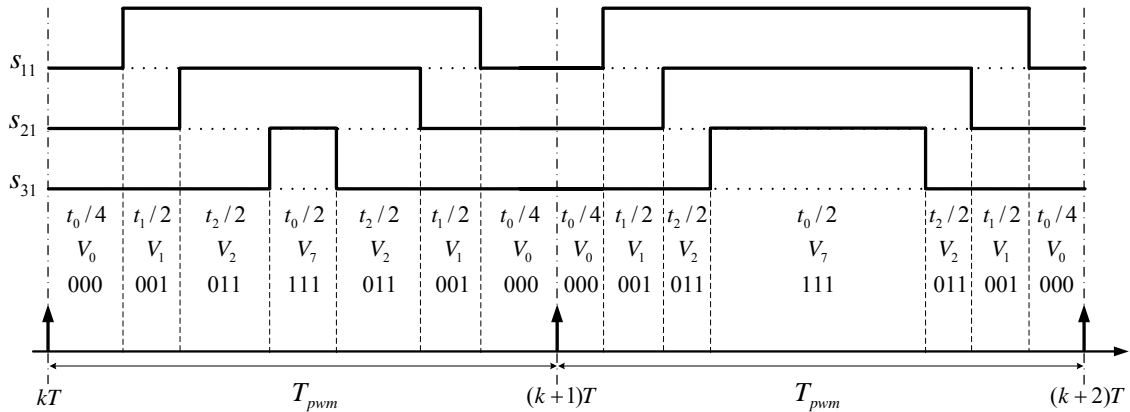 s₁₁
s₂₁
s₃₁
t₀/4 t₁/2 t₂/2 t₀/2 t₂/2 t₁/2 t₀/4 t₀/4 t₁/2 t₂/2 t₀/2 t₂/2 t₁/2 t₀/4
V₀ V₁ V₂ V₇ V₂ V₁ V₀ V₀ V₁ V₂ V₇ V₂ V₁ V₀
000 001 011 111 011 001 000 000 001 011 111 011 001 000
kT T_pwm (k+1)T T_pwm (k+2)T